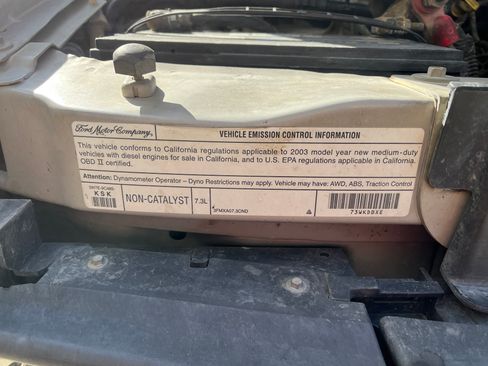 Ford Motor Company,
VEHICLE EMISSION CONTROL INFORMATION
This vehicle conforms to California regulations applicable to 2003 model year new medium-duty
vehicles with diesel engines for sale in California, and to U.S. EPA regulations applicable in California.
OBD II certified.
Attention: Dynamometer Operator - Dyno Restrictions may apply. Vehicle may have: AWD, ABS, Traction Control
KSK
NON-CATALYST
7.3L